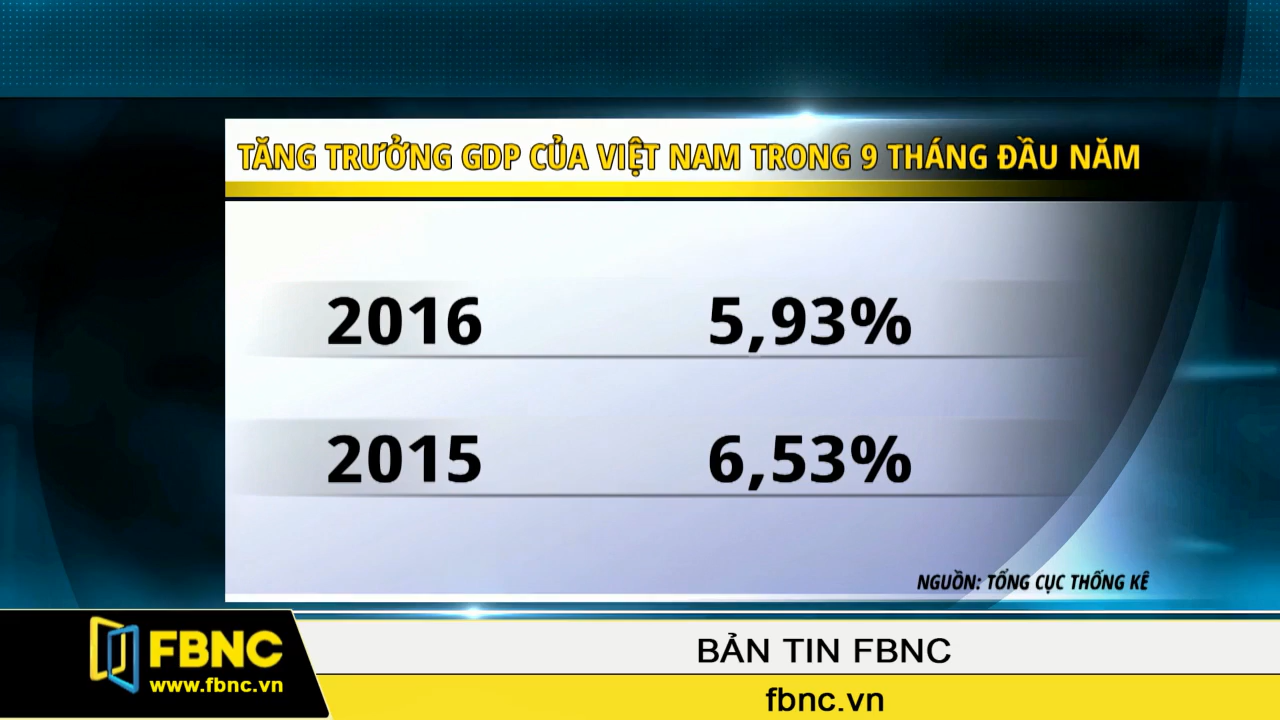 TĂNG TRƯỞNG GDP CỦA VIỆT NAM TRONG 9 THÁNG ĐẦU NĂM
2016 5,93%
2015 6,53%
NGUỒN: TỔNG CỤC THỐNG KÊ
FBNC
www.fbnc.vn
BẢN TIN FBNC
fbnc.vn